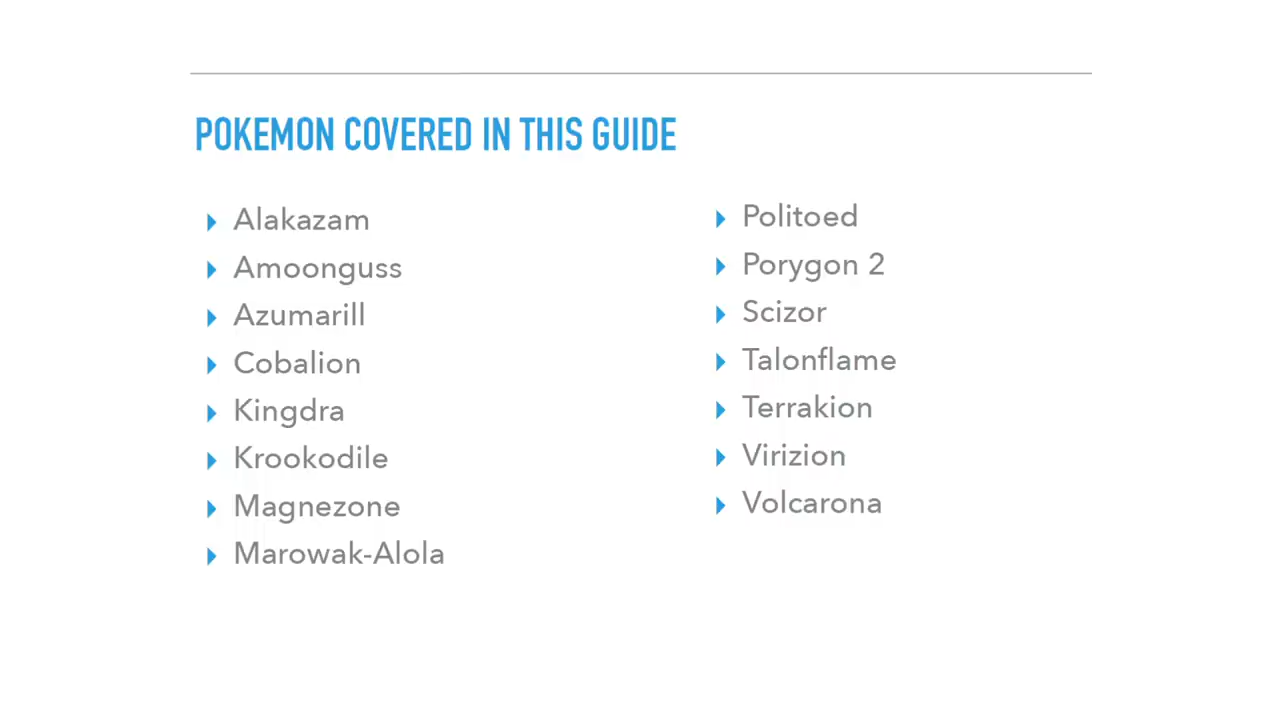 POKEMON COVERED IN THIS GUIDE
Alakazam
Amoonguss
Azumarill
Cobalion
Kingdra
Krookodile
Magnezone
Marowak-Alola
Politoed
Porygon 2
Scizor
Talonflame
Terrakion
Virizion
Volcarona